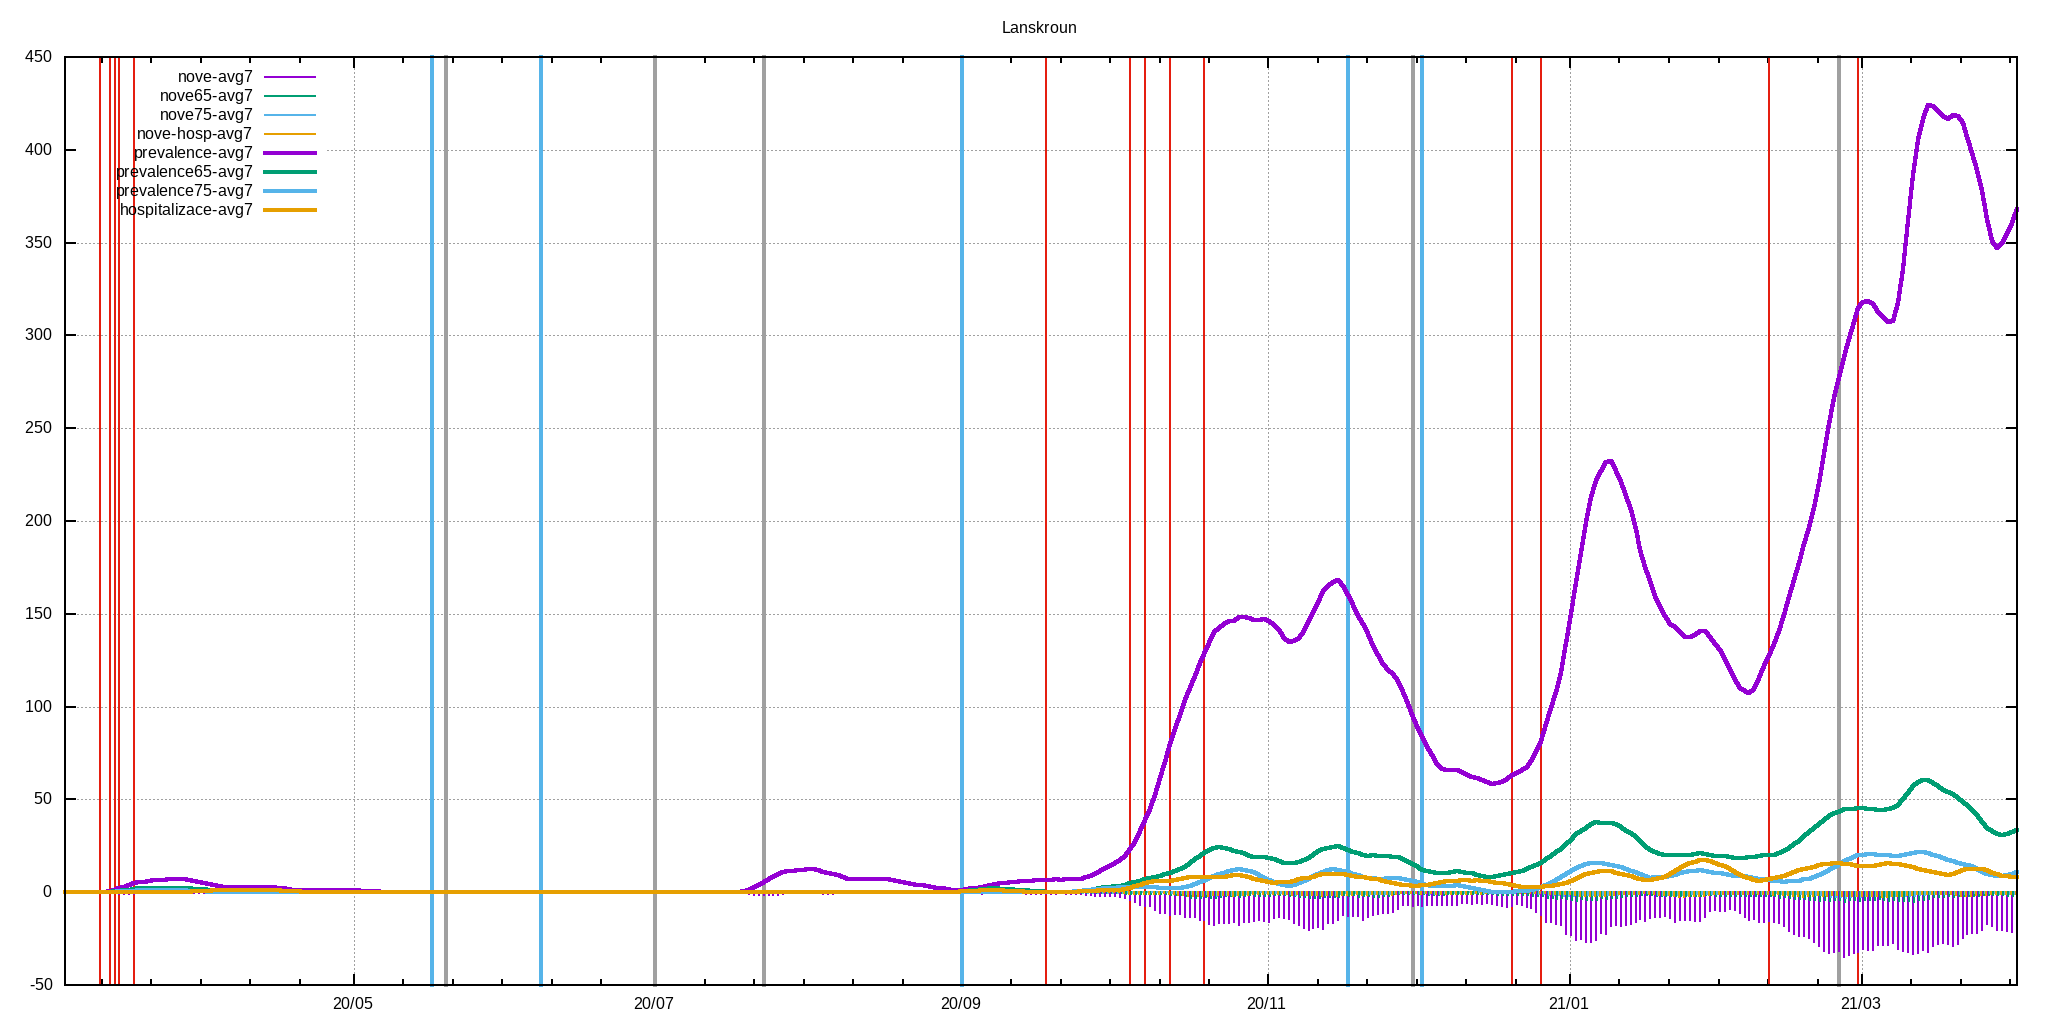 Lanskroun
450
400
350
300
250
200
150
100
50
0
-50
nove-avg7
nove65-avg7
nove75-avg7
nove-hosp-avg7
prevalence-avg7
prevalence65-avg7
prevalence75-avg7
hospitalizace-avg7
20/05 20/07 20/09 20/11 21/01 21/03